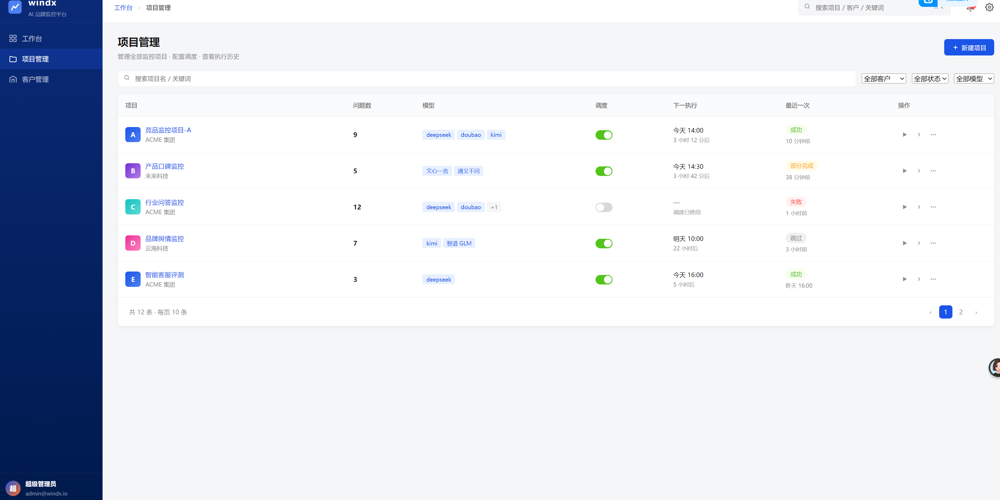 windx
AI 品牌监控平台
工作台
项目管理
客户管理
超
超级管理员
admin@windx.io
工作台 › 项目管理
搜索项目 / 客户 / 关键词
⌘ K
项目管理
管理全部监控项目 · 配置调度 · 查看执行历史
+ 新建项目
搜索项目名 / 关键词
全部客户
全部状态
全部模型
项目 问题数 模型 调度 下一执行 最近一次 操作
A
竞品监控项目-A
ACME 集团
9
deepseek doubao kimi
今天 14:00
3 小时 12 分后
成功
10 分钟前
B
产品口碑监控
未来科技
5
文心一言 通义千问
今天 14:30
3 小时 42 分后
部分完成
38 分钟前
C
行业问答监控
ACME 集团
12
deepseek doubao +1
—
调度已停用
失败
1 小时前
D
品牌舆情监控
云海科技
7
kimi 智谱 GLM
明天 10:00
22 小时后
跳过
3 小时前
E
智能客服评测
ACME 集团
3
deepseek
今天 16:00
5 小时后
成功
昨天 16:00
共 12 条 · 每页 10 条
‹ 1 2 ›